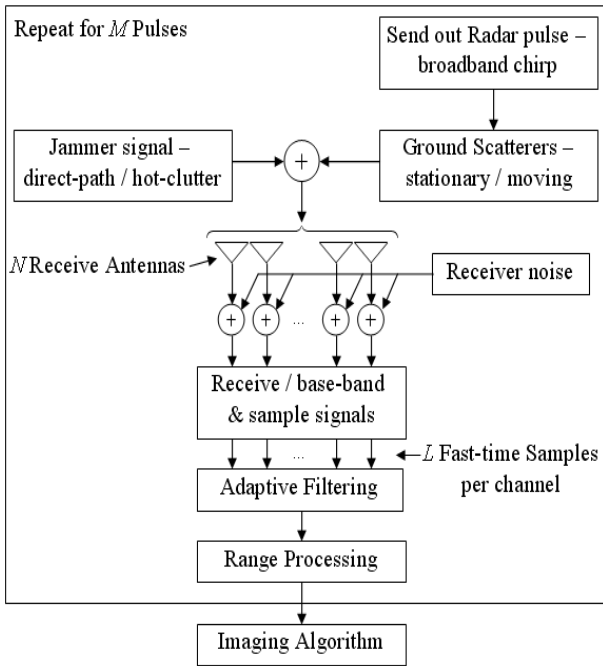 Repeat for M Pulses
Send out Radar pulse –
broadband chirp
Jammer signal –
direct-path / hot-clutter
+
Ground Scatterers –
stationary / moving
N Receive Antennas
Receiver noise
+ + ... + +
Receive / base-band
& sample signals
...
L Fast-time Samples
per channel
Adaptive Filtering
Range Processing
Imaging Algorithm